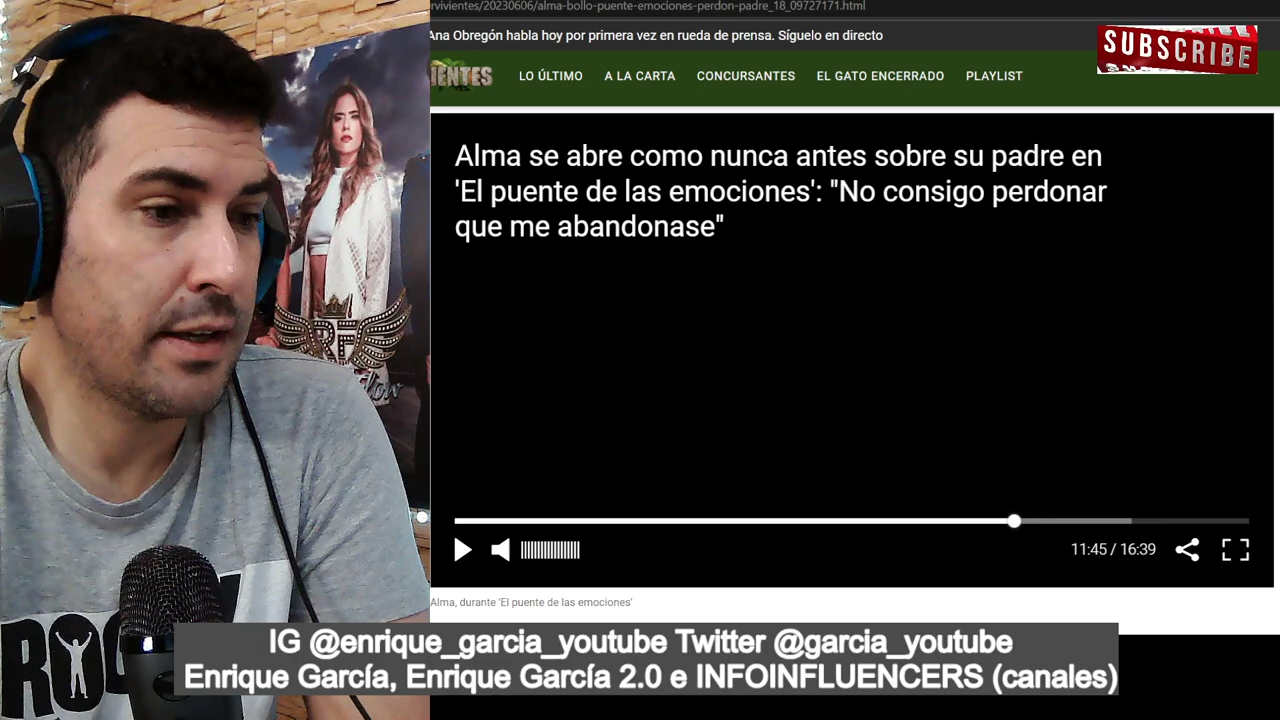 rvivientes/20230606/alma-bollo-puente-emociones-perdon-padre_18_09727171.html
Ana Obregón habla hoy por primera vez en rueda de prensa. Síguelo en directo
SUBSCRIBE
IENTES LO ÚLTIMO A LA CARTA CONCURSANTES EL GATO ENCERRADO PLAYLIST
Alma se abre como nunca antes sobre su padre en
'El puente de las emociones': "No consigo perdonar
que me abandonase"
RF
11:45 / 16:39
Alma, durante 'El puente de las emociones'
IG @enrique_garcia_youtube Twitter @garcia_youtube
Enrique García, Enrique García 2.0 e INFOINFLUENCERS (canales)